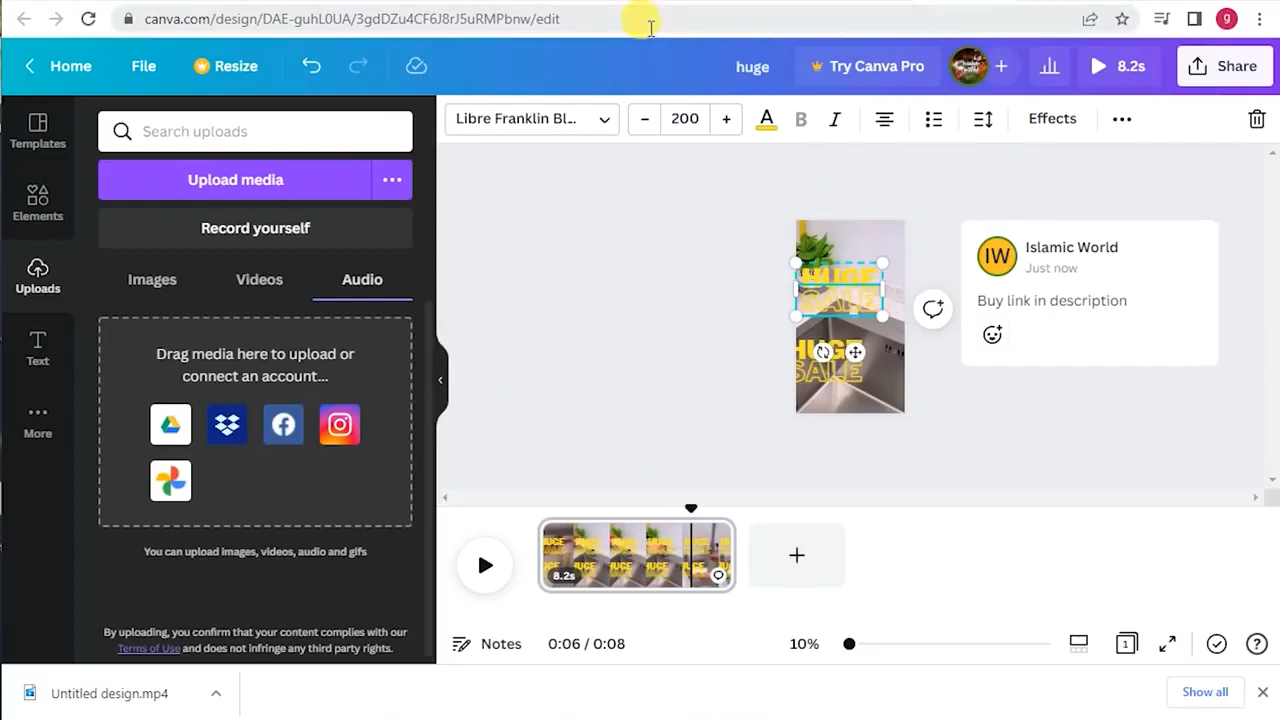 canva.com/design/DAE-guhL0UA/3gdDZu4CF6J8rJ5uRMPbnw/edit
g
Home
File
Resize
huge
Try Canva Pro
8.2s
Share
Templates
Elements
Uploads
Text
More
Search uploads
Upload media
Record yourself
Images
Videos
Audio
Drag media here to upload or
connect an account...
You can upload images, videos, audio and gifs
By uploading, you confirm that your content complies with our
Terms of Use and does not infringe any third party rights.
Libre Franklin Bl...
200
A
B
I
Effects
HUGE
SALE
HUGE
SALE
IW
Islamic World
Just now
Buy link in description
8.2s
Notes
0:06 / 0:08
10%
1
Untitled design.mp4
Show all